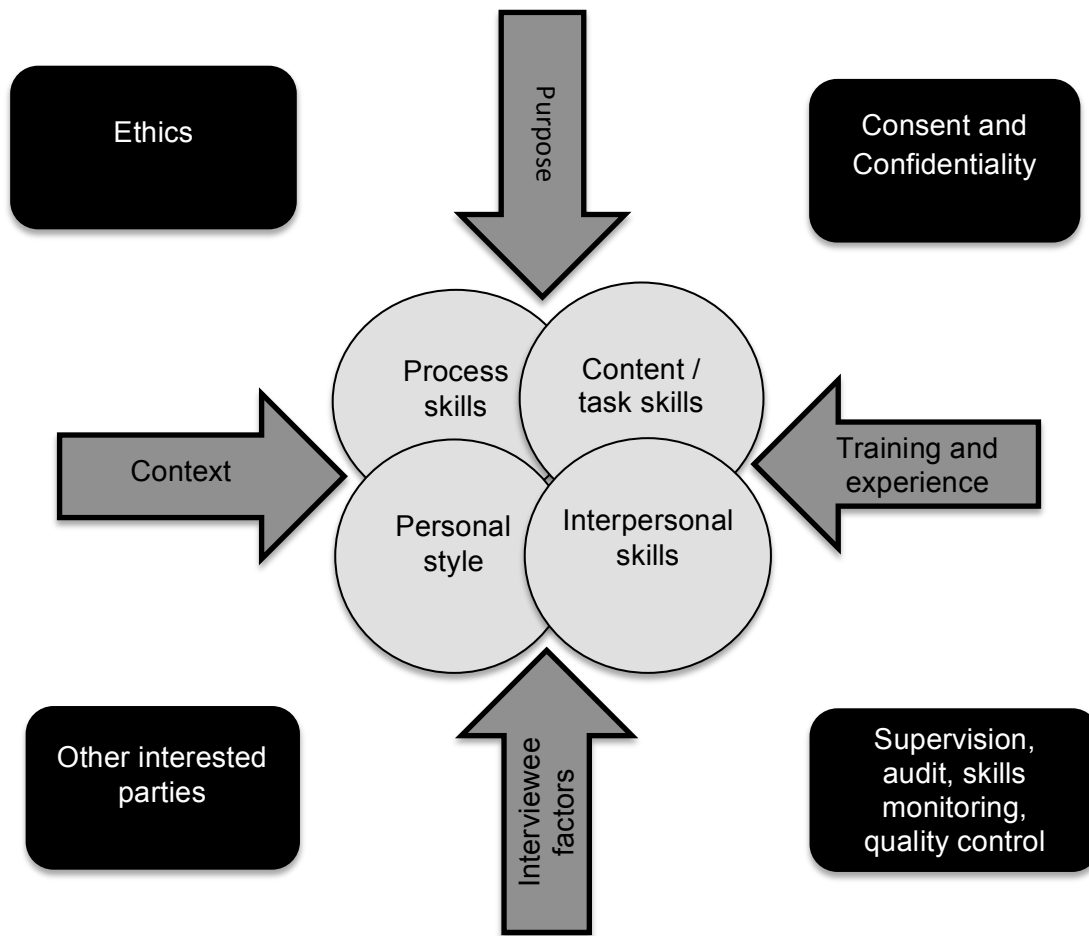 Purpose
Ethics
Consent and
Confidentiality
Process
skills
Content /
task skills
Context
Training and
experience
Personal
style
Interpersonal
skills
Other interested
parties
Interviewee
factors
Supervision,
audit, skills
monitoring,
quality control